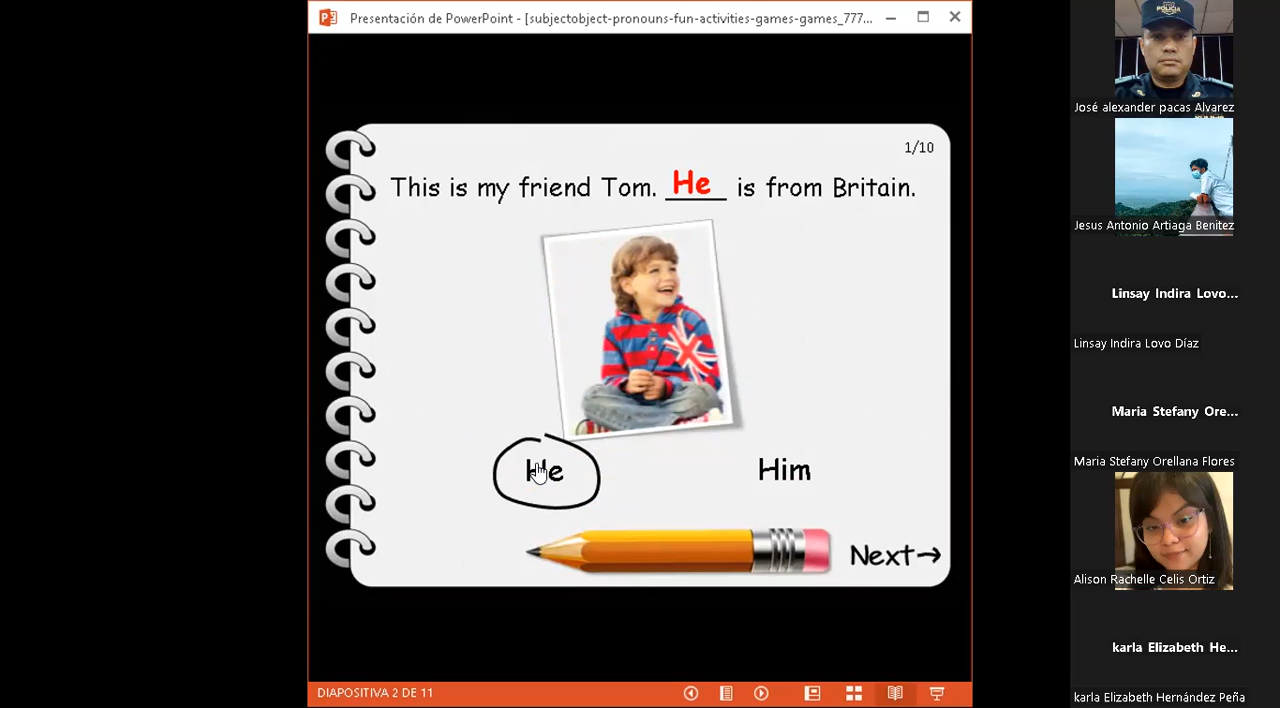 Presentación de PowerPoint - [subjectobject-pronouns-fun-activities-games-games_777...
1/10
This is my friend Tom. He is from Britain.
He
Him
Next→
DIAPOSITIVA 2 DE 11
POLICIA
José alexander pacas Alvarez
Jesus Antonio Artiaga Benitez
Linsay Indira Lovo...
Linsay Indira Lovo Díaz
Maria Stefany Ore...
Maria Stefany Orellana Flores
Alison Rachelle Celis Ortiz
karla Elizabeth He...
karla Elizabeth Hernández Peña